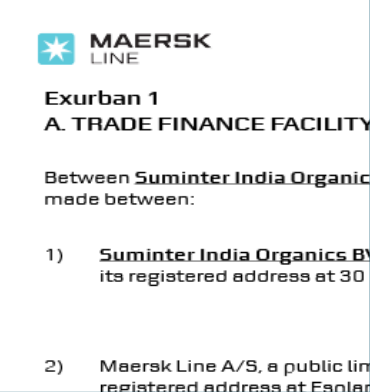 MAERSK
LINE
Exurban 1
A. TRADE FINANCE FACILITY
Between Suminter India Organic
made between:
1) Suminter India Organics BV
its registered address at 30
2) Maersk Line A/S, a public lim
registered address at Esplan